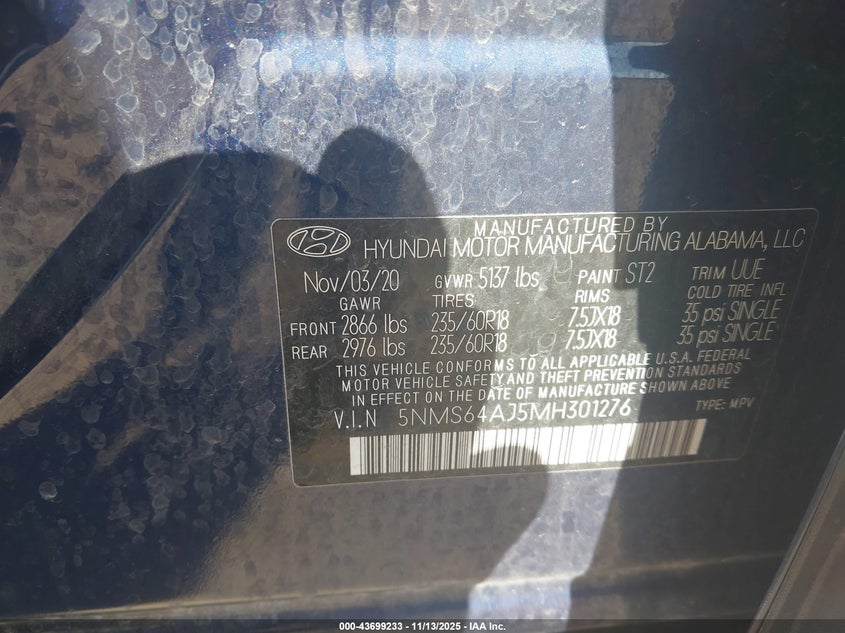 MANUFACTURED BY
HYUNDAI MOTOR MANUFACTURING ALABAMA, LLC
Nov/03/20 GVWR 5137 lbs PAINT ST2 TRIM UUE
GAWR TIRES RIMS COLD TIRE INFL
FRONT 2866 lbs 235/60R18 7.5JX18 35 psi SINGLE
REAR 2976 lbs 235/60R18 7.5JX18 35 psi SINGLE
THIS VEHICLE CONFORMS TO ALL APPLICABLE U.S.A. FEDERAL
MOTOR VEHICLE SAFETY AND THEFT PREVENTION STANDARDS
IN EFFECT ON THE DATE OF MANUFACTURE SHOWN ABOVE
V.I.N 5NMS64AJ5MH301276 TYPE: MPV
000-43699233 - 11/13/2025 - IAA Inc.